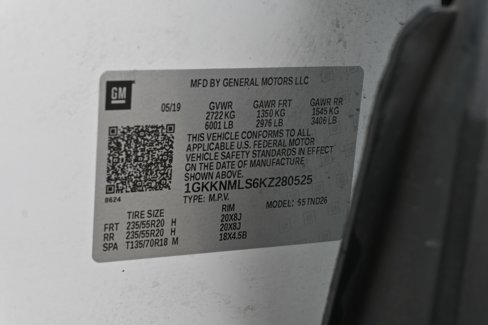 GM
MFD BY GENERAL MOTORS LLC
05/19 GVWR GAWR FRT GAWR RR
2722 KG 1350 KG 1545 KG
6001 LB 2976 LB 3406 LB
THIS VEHICLE CONFORMS TO ALL
APPLICABLE U.S. FEDERAL MOTOR
VEHICLE SAFETY STANDARDS IN EFFECT
ON THE DATE OF MANUFACTURE
SHOWN ABOVE.
1GKKNMLS6KZ280525
8624
TYPE: M.P.V.
TIRE SIZE RIM MODEL:
FRT 235/55R20 H 20X8J
RR 235/55R20 H 20X8J
SPA T135/70R18 M 18X4.5B